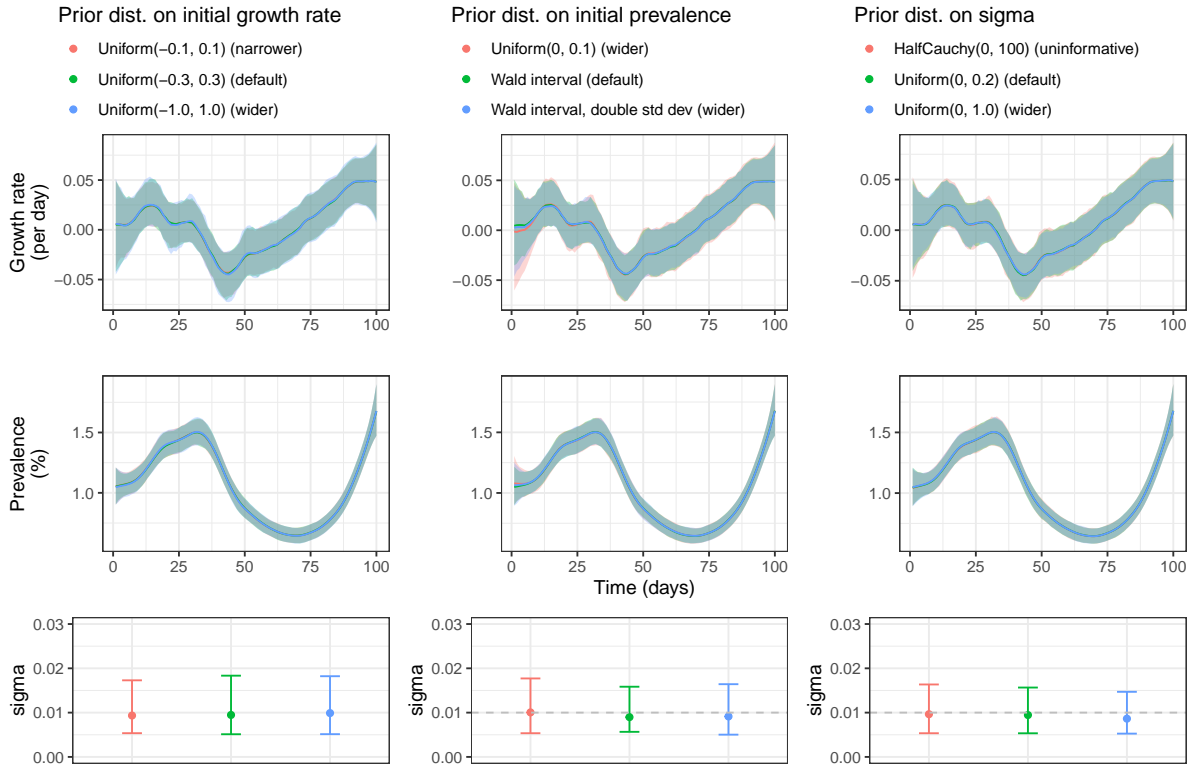 Prior dist. on initial growth rate
Uniform(−0.1, 0.1) (narrower)
Uniform(−0.3, 0.3) (default)
Uniform(−1.0, 1.0) (wider)
Prior dist. on initial prevalence
Uniform(0, 0.1) (wider)
Wald interval (default)
Wald interval, double std dev (wider)
Prior dist. on sigma
HalfCauchy(0, 100) (uninformative)
Uniform(0, 0.2) (default)
Uniform(0, 1.0) (wider)
Growth rate
(per day)
0.05
0.00
−0.05
0 25 50 75 100
0.05
0.00
−0.05
0 25 50 75 100
0.05
0.00
−0.05
0 25 50 75 100
Prevalence
(%)
1.5
1.0
0 25 50 75 100
1.5
1.0
0 25 50 75 100
Time (days)
1.5
1.0
0 25 50 75 100
sigma
0.03
0.02
0.01
0.00
sigma
0.03
0.02
0.01
0.00
sigma
0.03
0.02
0.01
0.00